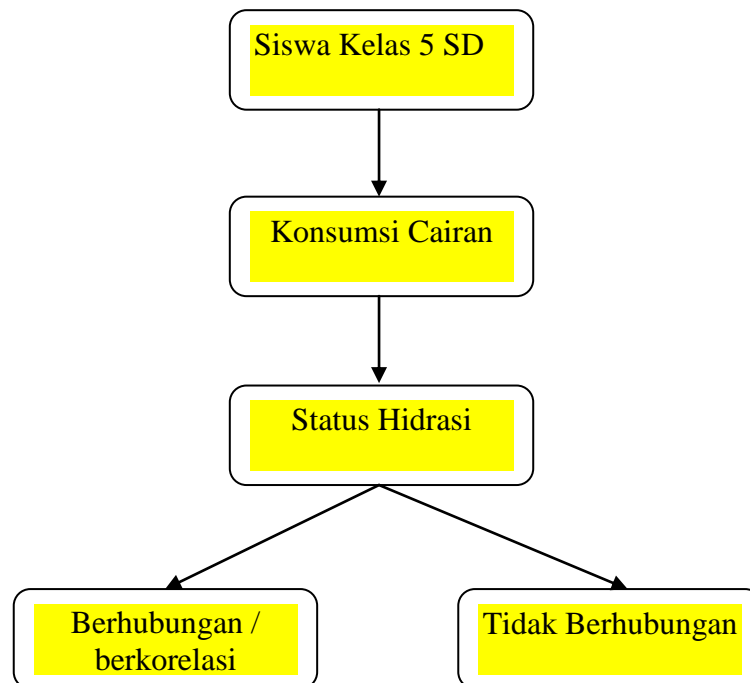 Siswa Kelas 5 SD
Konsumsi Cairan
Status Hidrasi
Berhubungan /
berkorelasi
Tidak Berhubungan